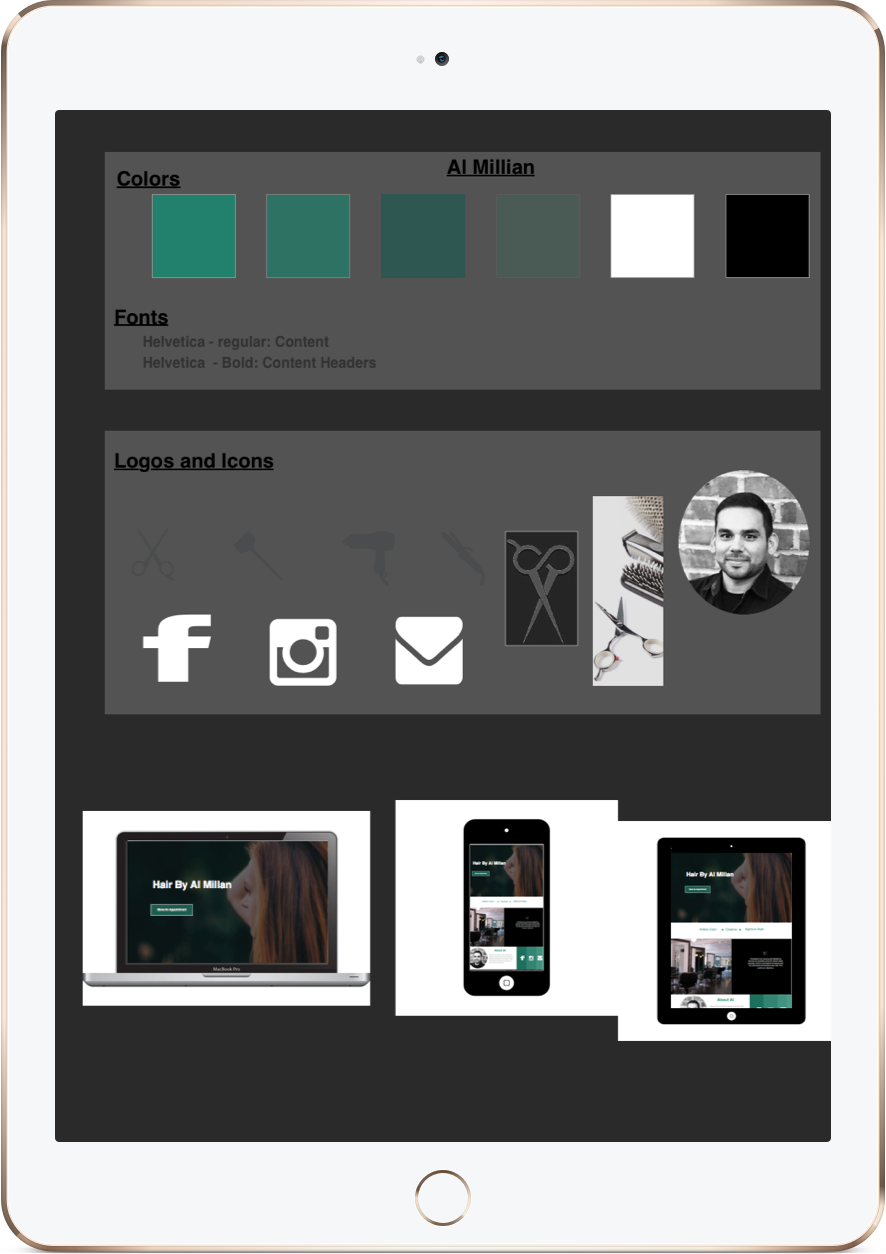 Al Millian
Colors
Fonts
Helvetica - regular: Content
Helvetica - Bold: Content Headers
Logos and Icons
Hair By Al Millan
MacBook Pro
Hair By Al Millan
About Al
Hair By Al Millan
About Al